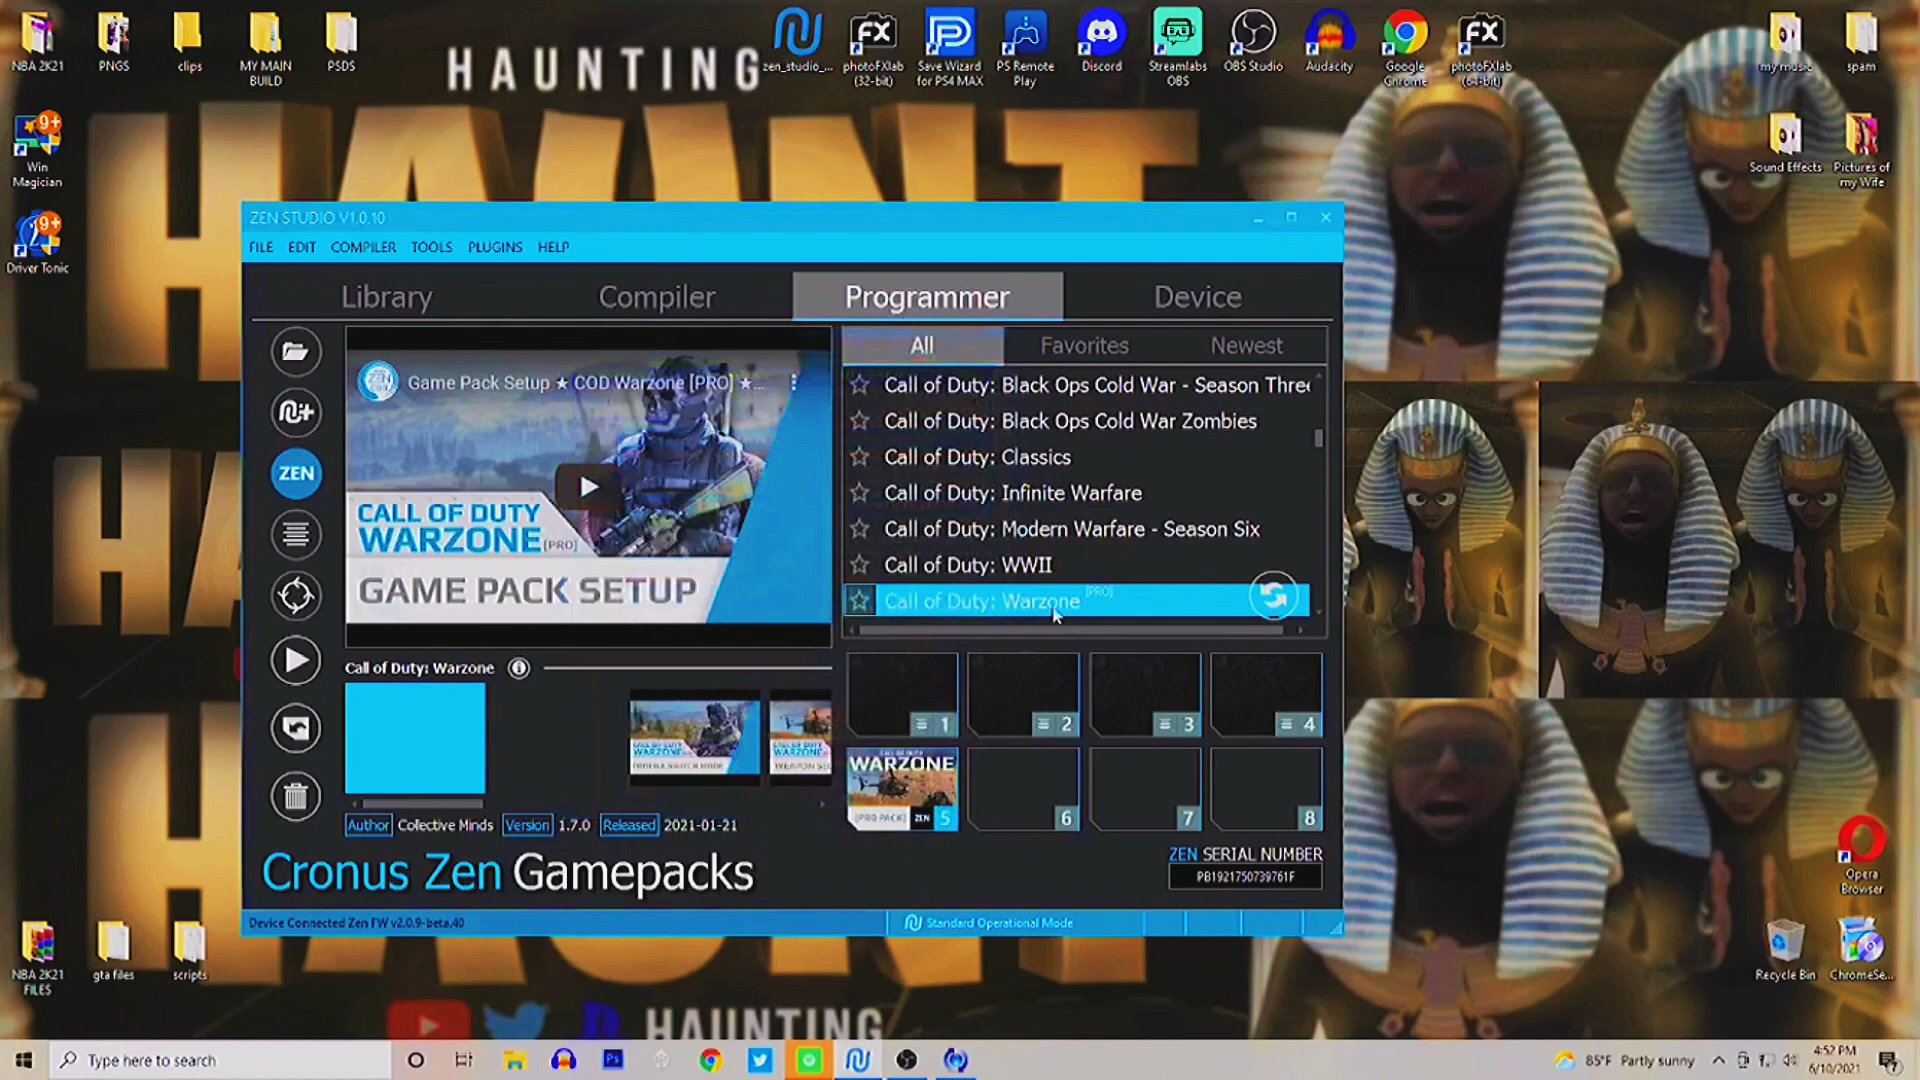 NBA 2K21
PNGS
clips
MY MAIN
BUILD
PSDS
zen_studio_...
photoFXlab
(32-bit)
Save Wizard
for PS4 MAX
PS Remote
Play
Discord
Streamlabs
OBS
OBS Studio
Audacity
Google
Chrome
photoFXlab
(64-bit)
my music
spam
HAUNTING
HAUNT
Win
Magician
Driver Tonic
Sound Effects
Pictures of
my Wife
9+
9+
ZEN STUDIO V1.0.10
FILE EDIT COMPILER TOOLS PLUGINS HELP
Library
Compiler
Programmer
Device
All
Favorites
Newest
ZEN
Game Pack Setup ★ COD Warzone [PRO] ★...
CALL OF DUTY
WARZONE [PRO]
GAME PACK SETUP
Call of Duty: Black Ops Cold War - Season Three
Call of Duty: Black Ops Cold War Zombies
Call of Duty: Classics
Call of Duty: Infinite Warfare
Call of Duty: Modern Warfare - Season Six
Call of Duty: WWII
Call of Duty: Warzone [PRO]
Call of Duty: Warzone
1
2
3
4
WARZONE
[PRO PACK] ZEN 5
6
7
8
Author Colective Minds Version 1.7.0 Released 2021-01-21
Cronus Zen Gamepacks
ZEN SERIAL NUMBER
PB1921750739761F
Device Connected Zen FW v2.0.9-beta.40
Standard Operational Mode
NBA 2K21
FILES
gta files
scripts
Opera
Browser
Recycle Bin
ChromeSe...
HAUNTING
Type here to search
85°F Partly sunny
4:52 PM
6/10/2021